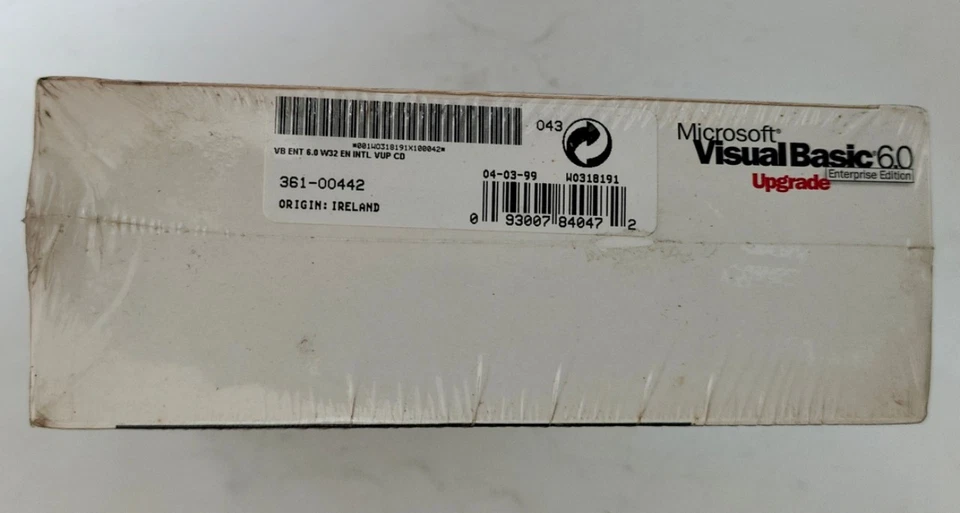 043
*001W0318191X100042*
VB ENT 6.0 W32 EN INTL VUP CD
361-00442
ORIGIN: IRELAND
04-03-99 W0318191
0 93007 84047 2
Microsoft®
Visual Basic® 6.0
Enterprise Edition
Upgrade